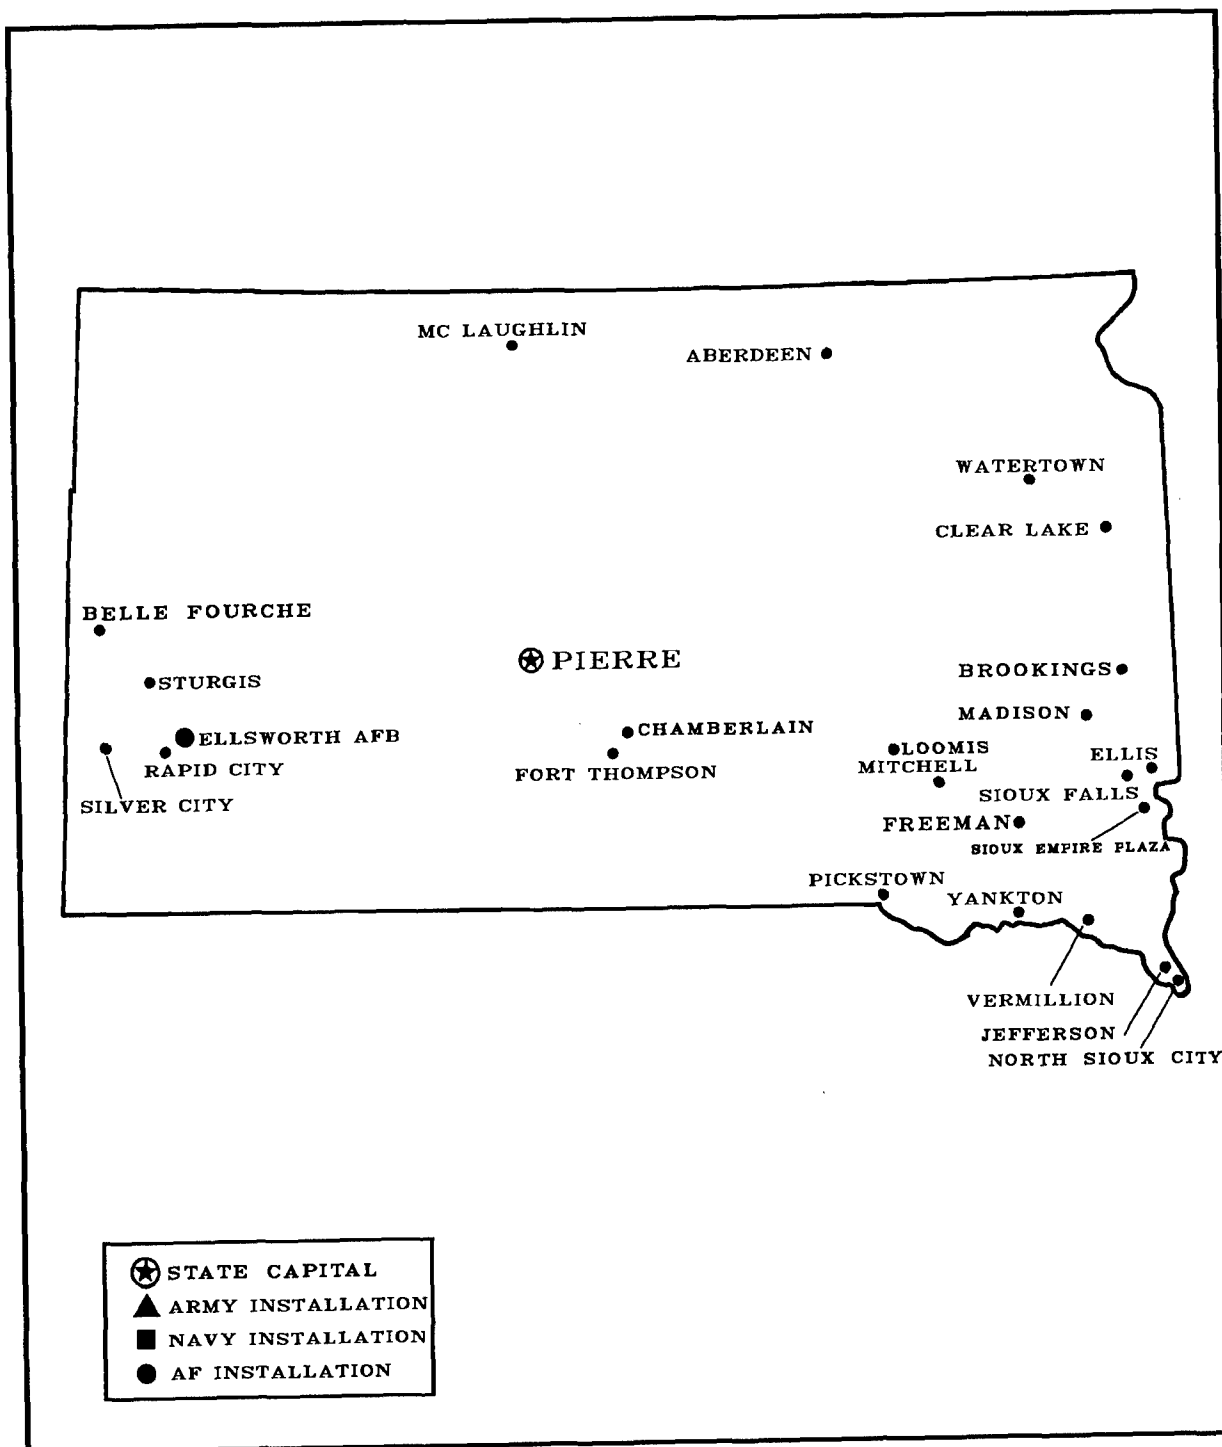 MC LAUGHLIN
ABERDEEN
WATERTOWN
CLEAR LAKE
BELLE FOURCHE
PIERRE
STURGIS
BROOKINGS
MADISON
ELLSWORTH AFB
CHAMBERLAIN
LOOMIS
ELLIS
RAPID CITY
FORT THOMPSON
MITCHELL
SILVER CITY
SIOUX FALLS
FREEMAN
SIOUX EMPIRE PLAZA
PICKSTOWN
YANKTON
VERMILLION
JEFFERSON
NORTH SIOUX CITY
STATE CAPITAL
ARMY INSTALLATION
NAVY INSTALLATION
AF INSTALLATION